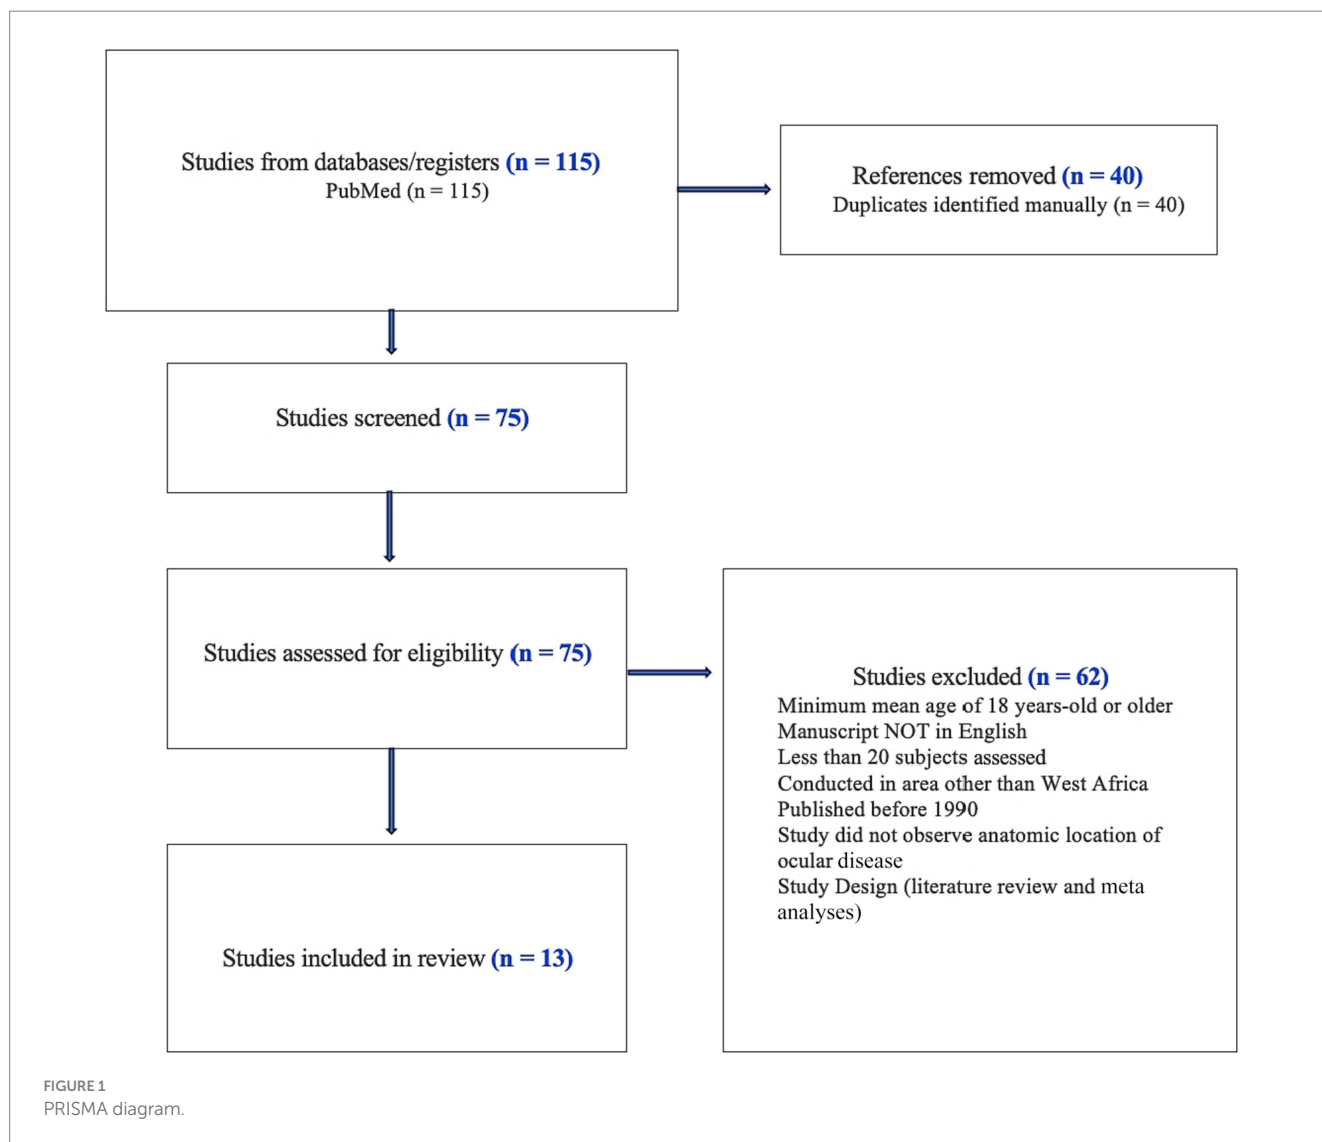 Studies from databases/registers (n = 115)
PubMed (n = 115)
References removed (n = 40)
Duplicates identified manually (n = 40)
Studies screened (n = 75)
Studies assessed for eligibility (n = 75)
Studies excluded (n = 62)
Minimum mean age of 18 years-old or older
Manuscript NOT in English
Less than 20 subjects assessed
Conducted in area other than West Africa
Published before 1990
Study did not observe anatomic location of
ocular disease
Study Design (literature review and meta
analyses)
Studies included in review (n = 13)
FIGURE 1
PRISMA diagram.